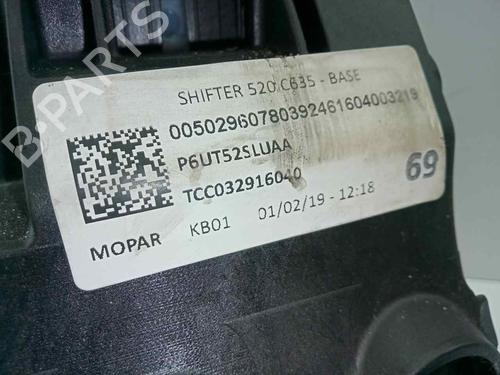 SHIFTER 520 C635 - BASE
00502960780392461604003219
P6UT52SLUAA
TCC032916040
69
MOPAR KB01 01/02/19 - 12:18
B-PARTS